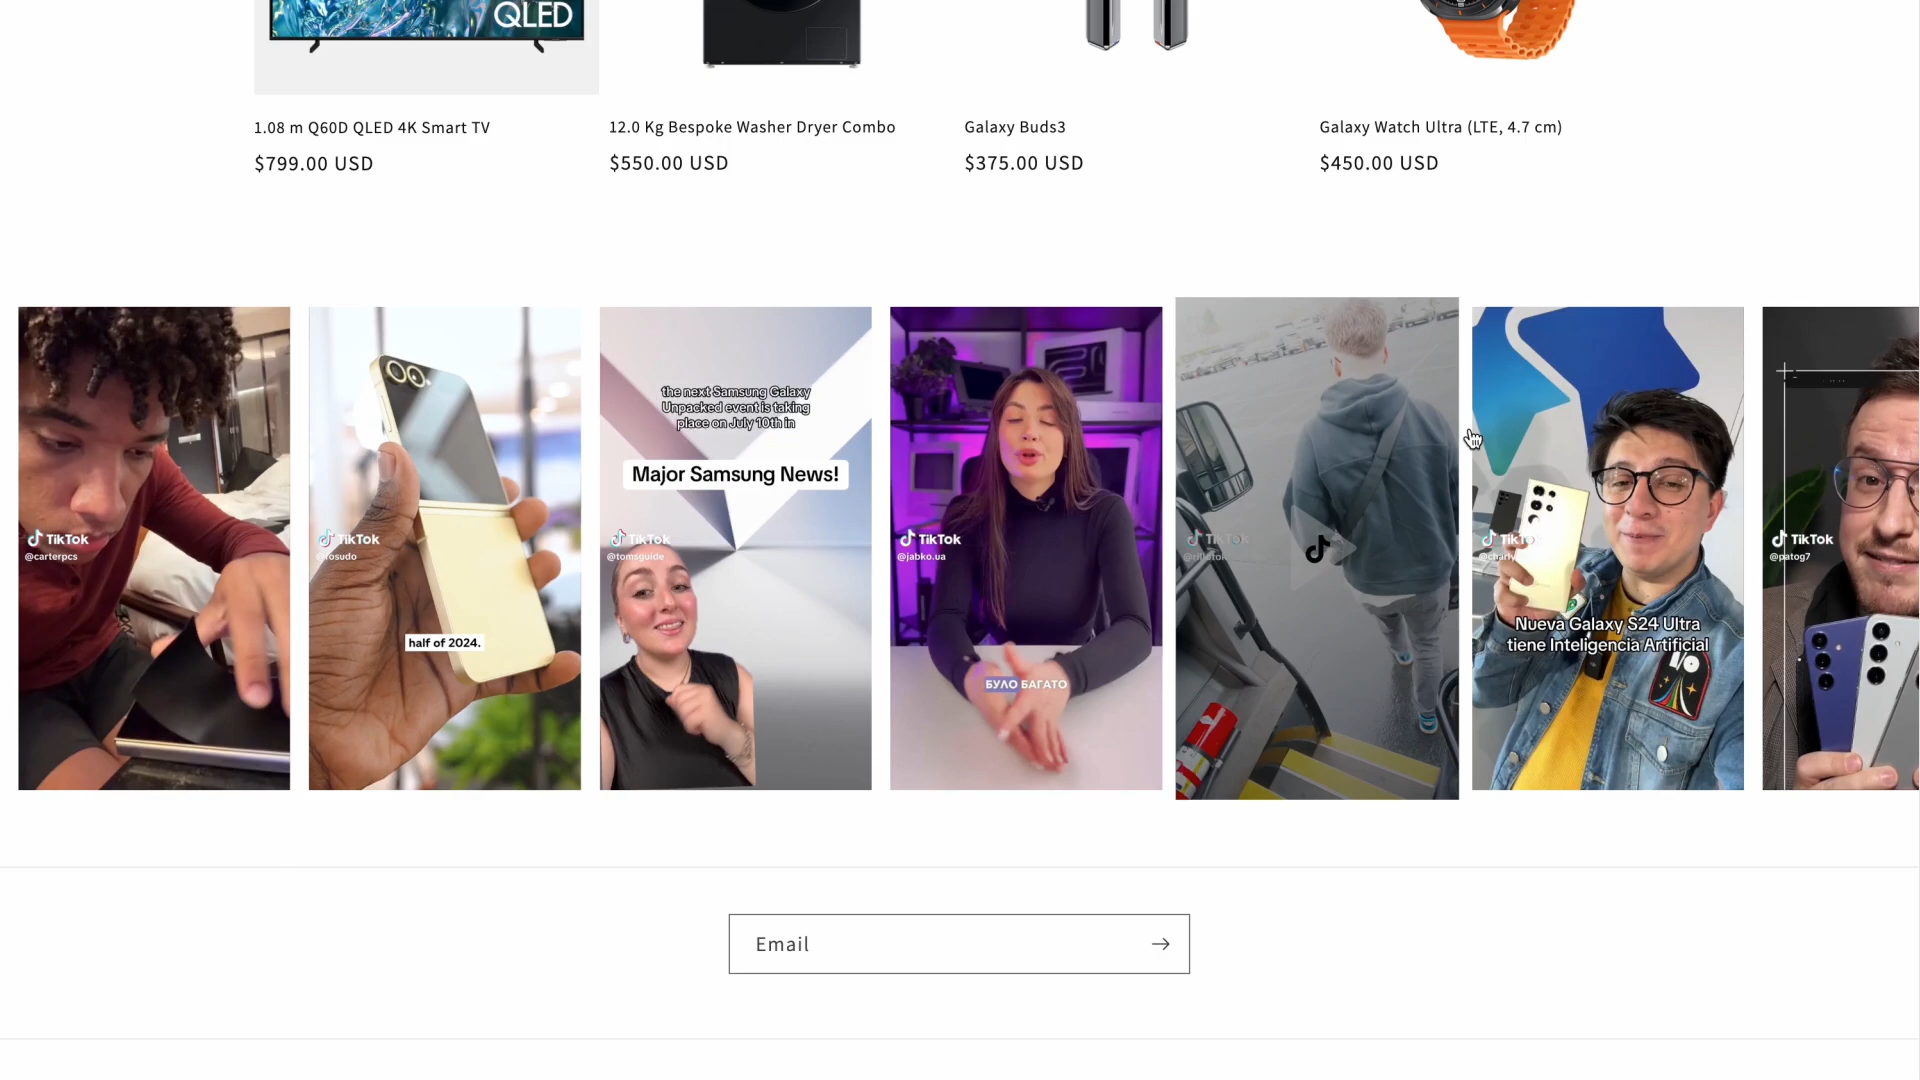 QLED
1.08 m Q60D QLED 4K Smart TV
12.0 Kg Bespoke Washer Dryer Combo
Galaxy Buds3
Galaxy Watch Ultra (LTE, 4.7 cm)
$799.00 USD
$550.00 USD
$375.00 USD
$450.00 USD
TikTok
@carterpcs
TikTok
half of 2024.
the next Samsung Galaxy
Unpacked event is taking
place on July 10th in
Major Samsung News!
TikTok
@tomsguide
TikTok
@jabko.ua
БУЛО БАГАТО
TikTok
TikTok
Nueva Galaxy S24 Ultra
tiene Inteligencia Artificial
TikTok
@patog7
Email